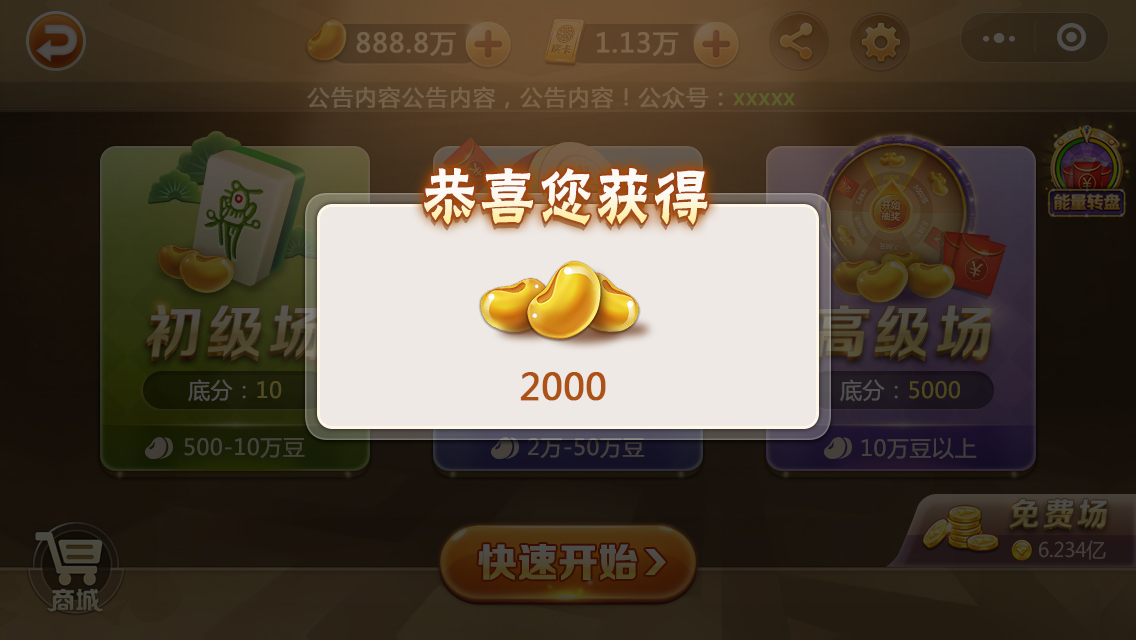 888.8万
1.13万
公告内容公告内容，公告内容！公众号：xxxxx
恭喜您获得
2000
初级场
底分：10
500-10万豆
2万-50万豆
高级场
底分：5000
10万豆以上
开始
抽奖
能量转盘
免费场
6.234亿
快速开始
商城